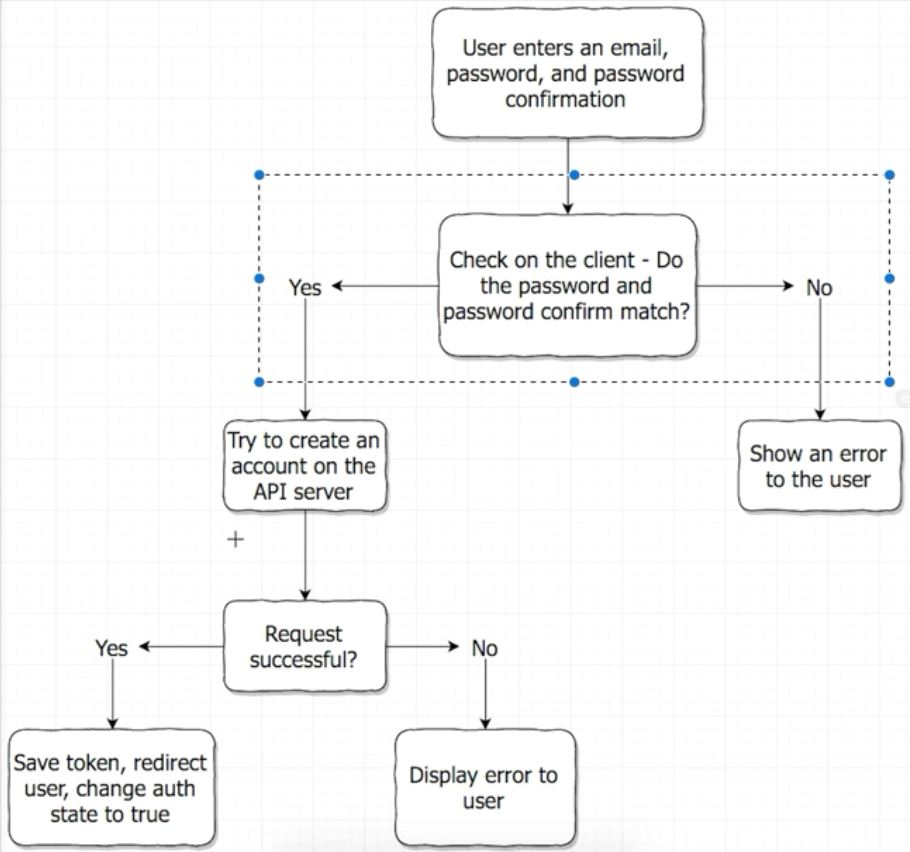 User enters an email,
password, and password
confirmation
Check on the client - Do
the password and
password confirm match?
Yes
No
Try to create an
account on the
API server
Show an error
to the user
Request
successful?
Yes
No
Save token, redirect
user, change auth
state to true
Display error to
user